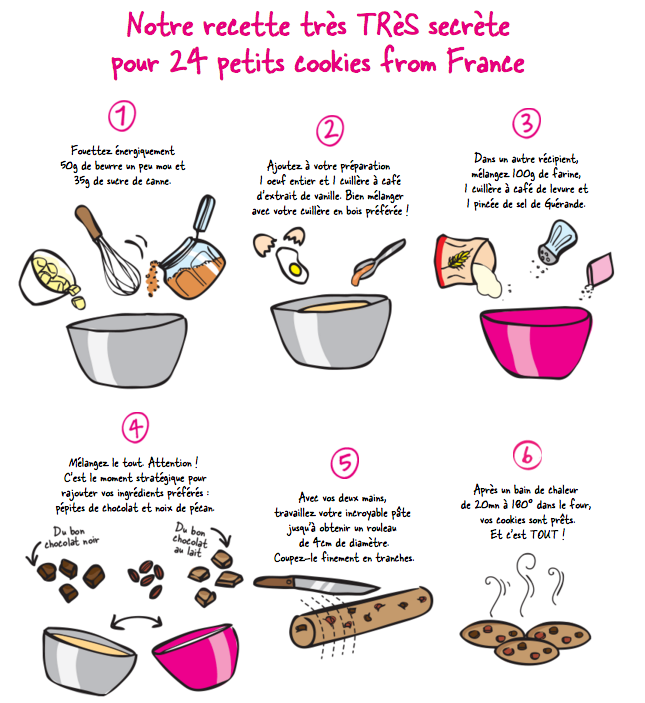 Notre recette très TRèS secrète
pour 24 petits cookies from France
1
Fouettez énergiquement
50g de beurre un peu mou et
35g de sucre de canne.
2
Ajoutez à votre préparation
1 oeuf entier et 1 cuillère à café
d'extrait de vanille. Bien mélanger
avec votre cuillère en bois préférée !
3
Dans un autre récipient,
mélangez 100g de farine,
1 cuillère à café de levure et
1 pincée de sel de Guérande.
4
Mélangez le tout. Attention !
C'est le moment stratégique pour
rajouter vos ingrédients préférés :
pépites de chocolat et noix de pécan.
Du bon
chocolat noir
Du bon
chocolat
au lait
5
Avec vos deux mains,
travaillez votre incroyable pâte
jusqu'à obtenir un rouleau
de 4cm de diamètre.
Coupez-le finement en tranches.
6
Après un bain de chaleur
de 20mn à 180° dans le four,
vos cookies sont prêts.
Et c'est TOUT !